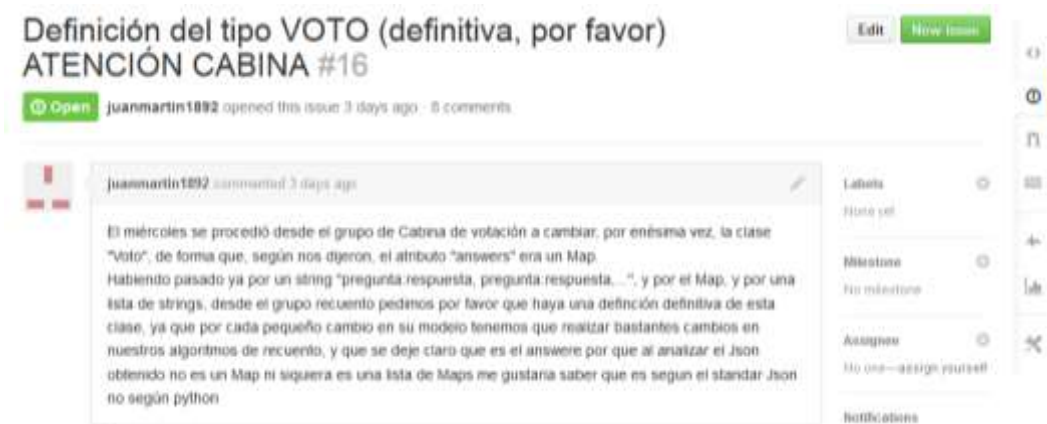 Definición del tipo VOTO (definitiva, por favor)
ATENCIÓN CABINA #16
Edit
New issue
Open
juanmartin1892 opened this issue 3 days ago · 8 comments
juanmartin1892 commented 3 days ago
El miércoles se procedió desde el grupo de Cabina de votación a cambiar, por enésima vez, la clase
"Voto", de forma que, según nos dijeron, el atributo "answers" era un Map.
Habiendo pasado ya por un string "pregunta:respuesta, pregunta:respuesta,...", y por el Map, y por una
lista de strings, desde el grupo recuento pedimos por favor que haya una definción definitiva de esta
clase, ya que por cada pequeño cambio en su modelo tenemos que realizar bastantes cambios en
nuestros algoritmos de recuento, y que se deje claro que es el answere por que al analizar el Json
obtenido no es un Map ni siquiera es una lista de Maps me gustaria saber que es segun el standar Json
no según python
Labels
None yet
Milestone
No milestone
Assignee
No one—assign yourself
Notifications